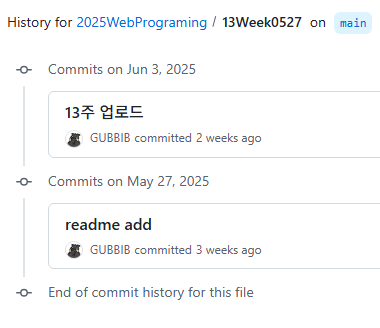 History for 2025WebPrograming / 13Week0527 on main
Commits on Jun 3, 2025
13주 업로드
GUBBIB committed 2 weeks ago
Commits on May 27, 2025
readme add
GUBBIB committed 3 weeks ago
End of commit history for this file